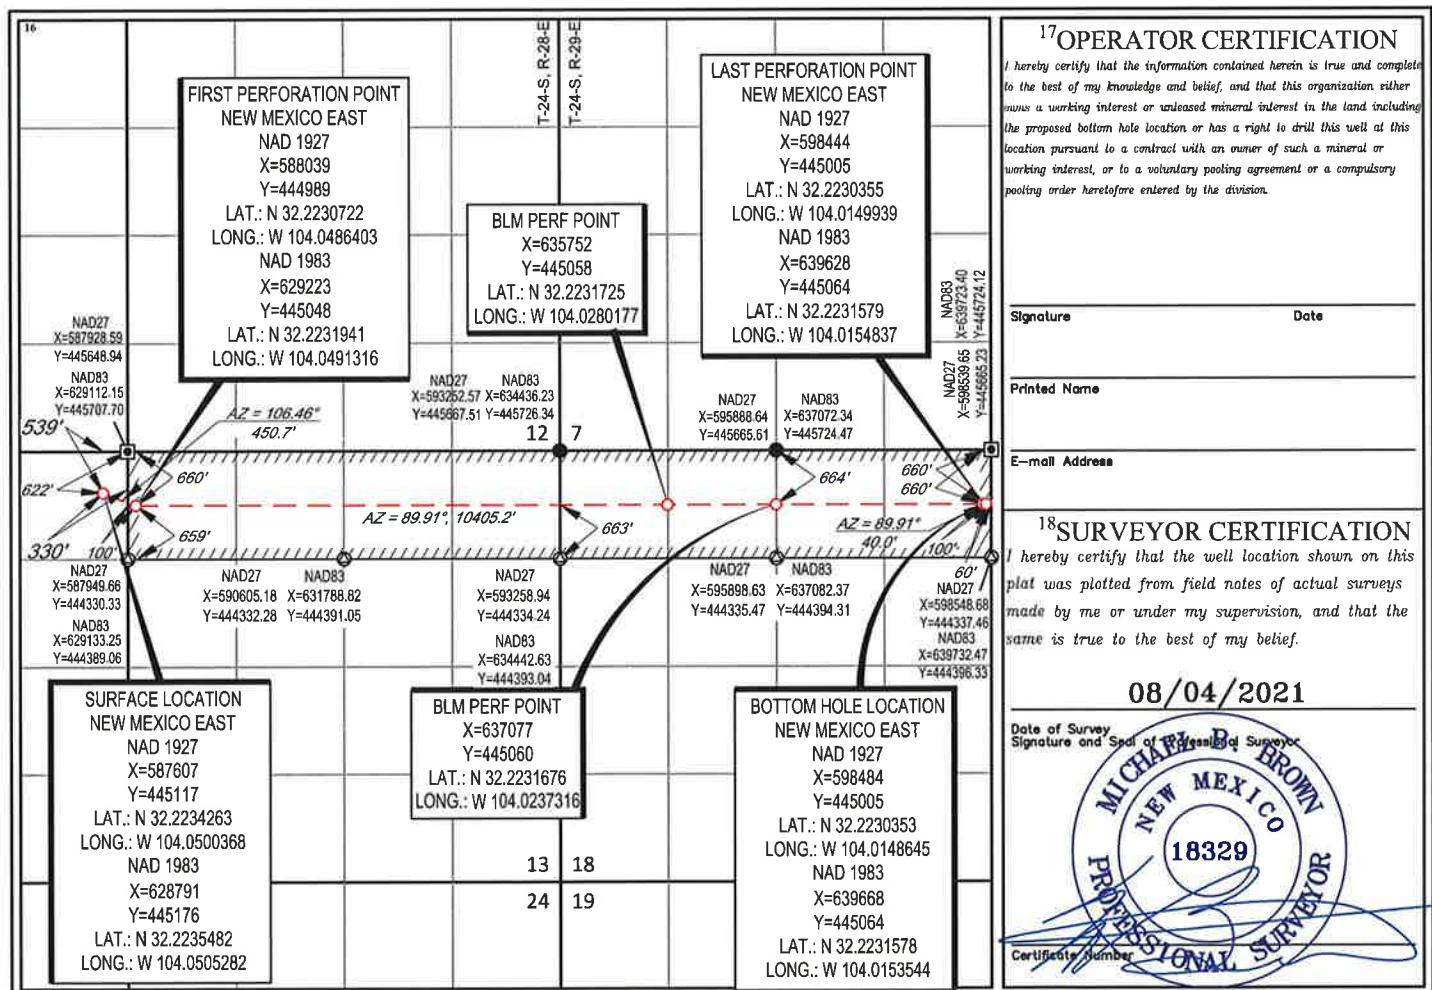 16
T-24-S, R-28-E
T-24-S, R-29-E
FIRST PERFORATION POINT
NEW MEXICO EAST
NAD 1927
X=588039
Y=444989
LAT.: N 32.2230722
LONG.: W 104.0486403
NAD 1983
X=629223
Y=445048
LAT.: N 32.2231941
LONG.: W 104.0491316
BLM PERF POINT
X=635752
Y=445058
LAT.: N 32.2231725
LONG.: W 104.0280177
LAST PERFORATION POINT
NEW MEXICO EAST
NAD 1927
X=598444
Y=445005
LAT.: N 32.2230355
LONG.: W 104.0149939
NAD 1983
X=639628
Y=445064
LAT.: N 32.2231579
LONG.: W 104.0154837
NAD83
X=639723.40
Y=445724.12
NAD27
X=598539.65
Y=445665.23
NAD27
X=587928.59
Y=445648.94
NAD83
X=629112.15
Y=445707.70
NAD27
X=593252.57
Y=445667.51
NAD83
X=634436.23
Y=445726.34
NAD27
X=595888.64
Y=445665.61
NAD83
X=637072.34
Y=445724.47
AZ = 106.46°
450.7'
539'
12 7
622'
660'
664'
660'
660'
AZ = 89.91°, 10405.2'
AZ = 89.91°
40.0'
330'
100'
659'
663'
100'
60'
NAD27
X=587949.66
Y=444330.33
NAD83
X=629133.25
Y=444389.06
NAD27
X=590605.18
Y=444332.28
NAD83
X=631788.82
Y=444391.05
NAD27
X=593258.94
Y=444334.24
NAD83
X=634442.63
Y=444393.04
NAD27
X=595898.63
Y=444335.47
NAD83
X=637082.37
Y=444394.31
NAD27
X=598548.68
Y=444337.46
NAD83
X=639732.47
Y=444396.33
SURFACE LOCATION
NEW MEXICO EAST
NAD 1927
X=587607
Y=445117
LAT.: N 32.2234263
LONG.: W 104.0500368
NAD 1983
X=628791
Y=445176
LAT.: N 32.2235482
LONG.: W 104.0505282
BLM PERF POINT
X=637077
Y=445060
LAT.: N 32.2231676
LONG.: W 104.0237316
BOTTOM HOLE LOCATION
NEW MEXICO EAST
NAD 1927
X=598484
Y=445005
LAT.: N 32.2230353
LONG.: W 104.0148645
NAD 1983
X=639668
Y=445064
LAT.: N 32.2231578
LONG.: W 104.0153544
13 18
24 19
17OPERATOR CERTIFICATION
I hereby certify that the information contained herein is true and complete
to the best of my knowledge and belief, and that this organization either
owns a working interest or unleased mineral interest in the land including
the proposed bottom hole location or has a right to drill this well at this
location pursuant to a contract with an owner of such a mineral or
working interest, or to a voluntary pooling agreement or a compulsory
pooling order heretofore entered by the division.
Signature Date
Printed Name
E-mail Address
18SURVEYOR CERTIFICATION
I hereby certify that the well location shown on this
plat was plotted from field notes of actual surveys
made by me or under my supervision, and that the
same is true to the best of my belief.
08/04/2021
Date of Survey
Signature and Seal of Professional Surveyor
MICHAEL B. BROWN
NEW MEXICO
18329
PROFESSIONAL SURVEYOR
Certificate Number